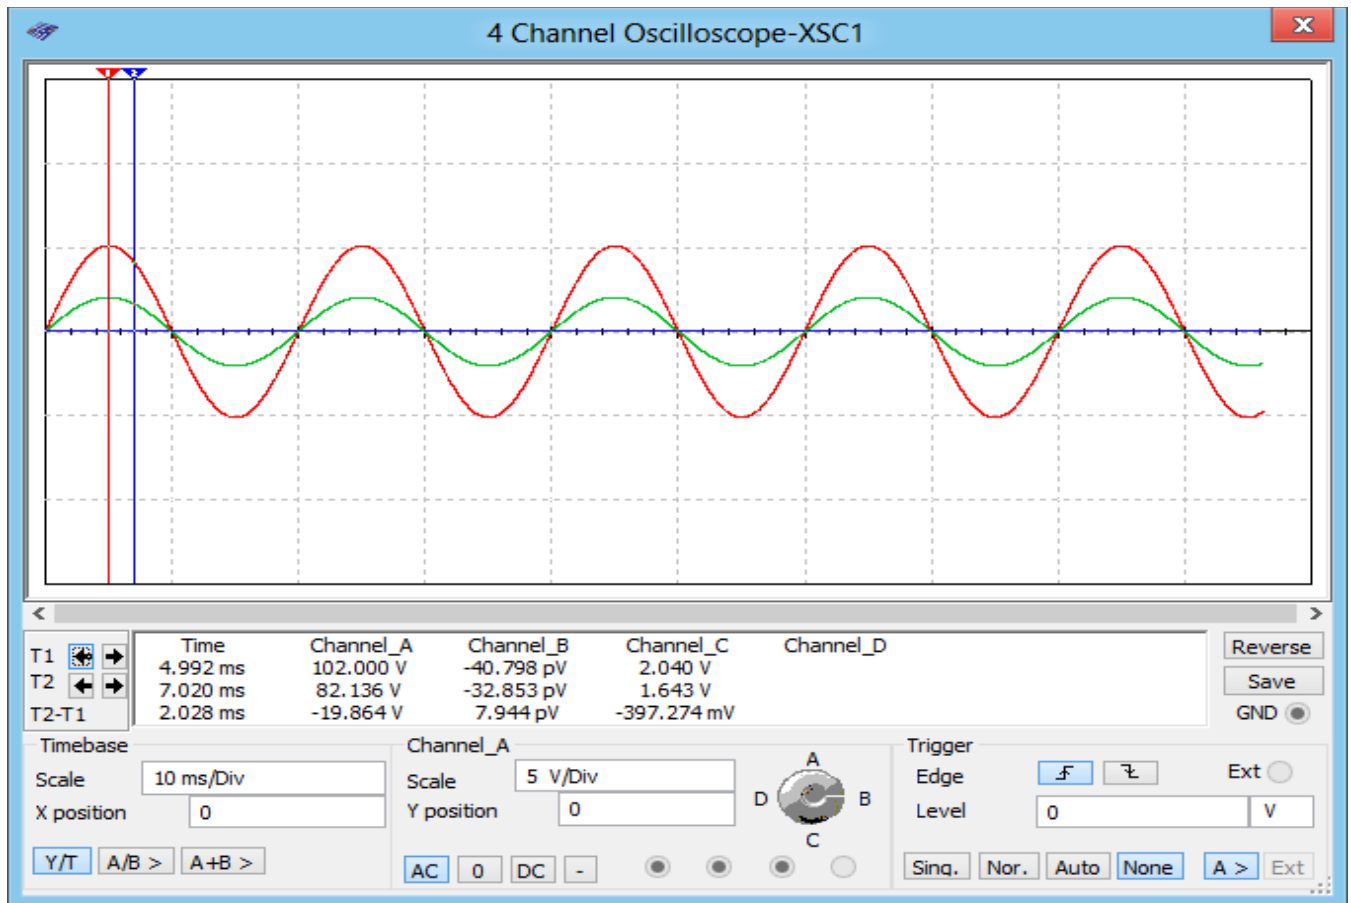 4 Channel Oscilloscope-XSC1
1 2
Time Channel_A Channel_B Channel_C Channel_D
T1 4.992 ms 102.000 V -40.798 pV 2.040 V
T2 7.020 ms 82.136 V -32.853 pV 1.643 V
T2-T1 2.028 ms -19.864 V 7.944 pV -397.274 mV
Reverse
Save
GND
Timebase
Scale 10 ms/Div
X position 0
Y/T A/B > A+B >
Channel_A
Scale 5 V/Div
Y position 0
AC 0 DC -
A
D B
C
Trigger
Edge Ext
Level 0 V
Sing. Nor. Auto None A > Ext